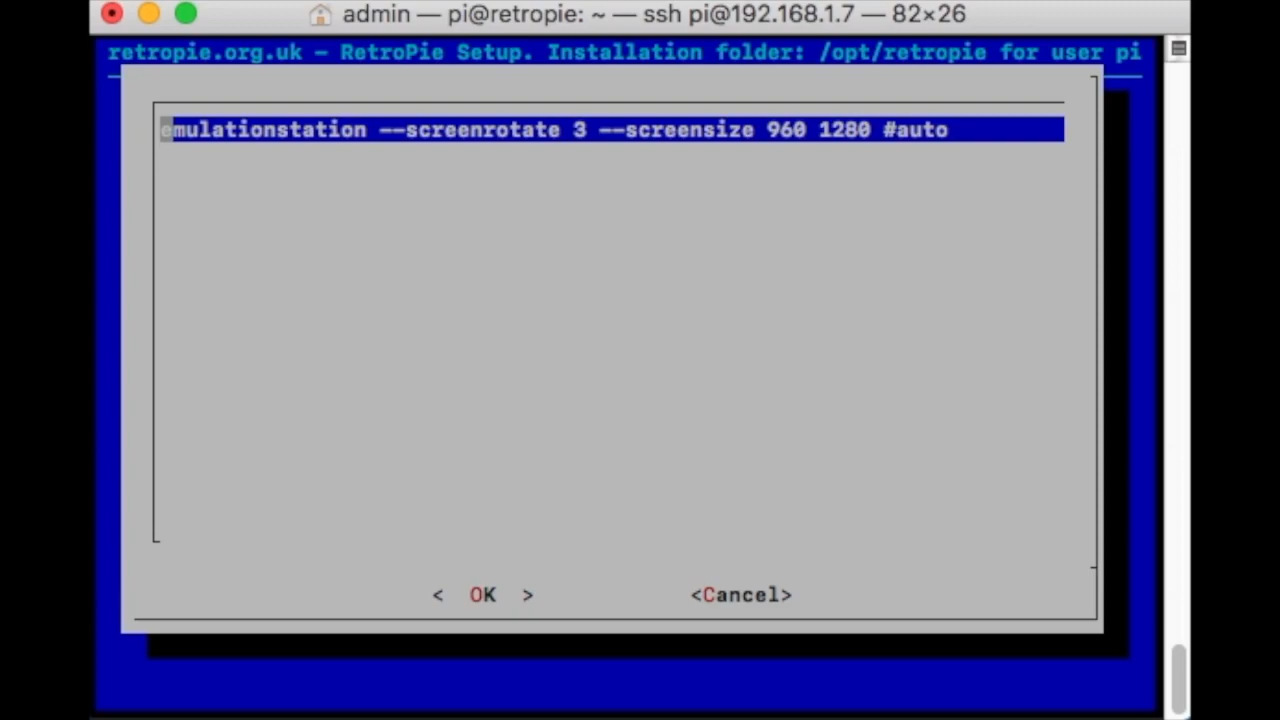 admin — pi@retropie: ~ — ssh pi@192.168.1.7 — 82×26
retropie.org.uk - RetroPie Setup. Installation folder: /opt/retropie for user pi
emulationstation --screenrotate 3 --screensize 960 1280 #auto
<  OK  > <Cancel>